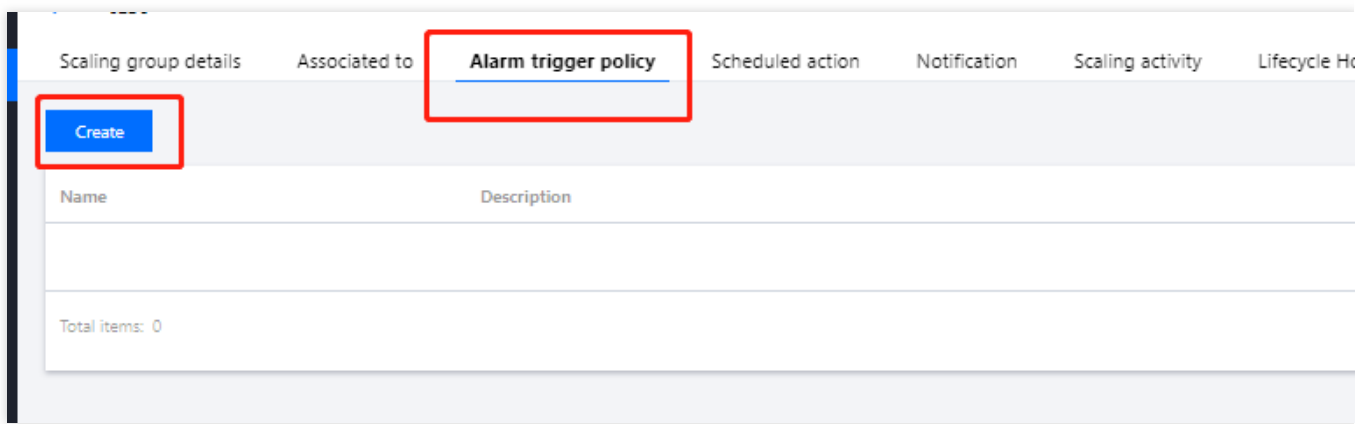 Scaling group details Associated to Alarm trigger policy Scheduled action Notification Scaling activity Lifecycle
Create
Name Description
Total items: 0